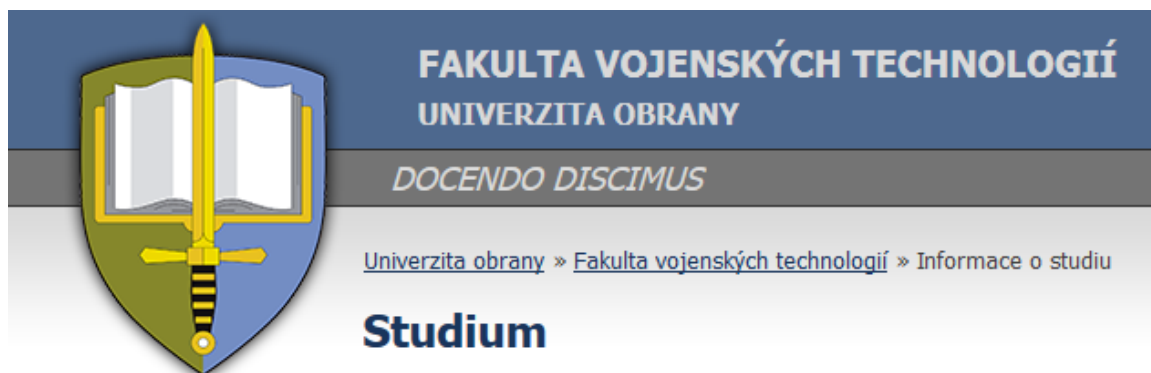 FAKULTA VOJENSKÝCH TECHNOLOGIÍ
UNIVERZITA OBRANY
DOCENDO DISCIMUS
Univerzita obrany » Fakulta vojenských technologií » Informace o studiu
Studium